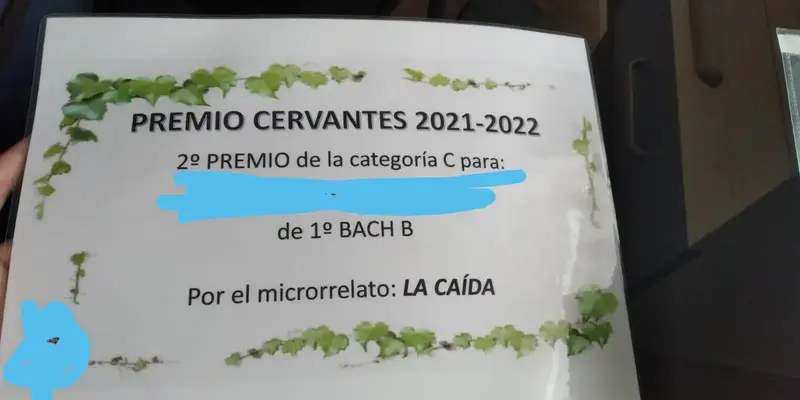 PREMIO CERVANTES 2021-2022
2º PREMIO de la categoría C para:
de 1º BACH B
Por el microrrelato: LA CAÍDA